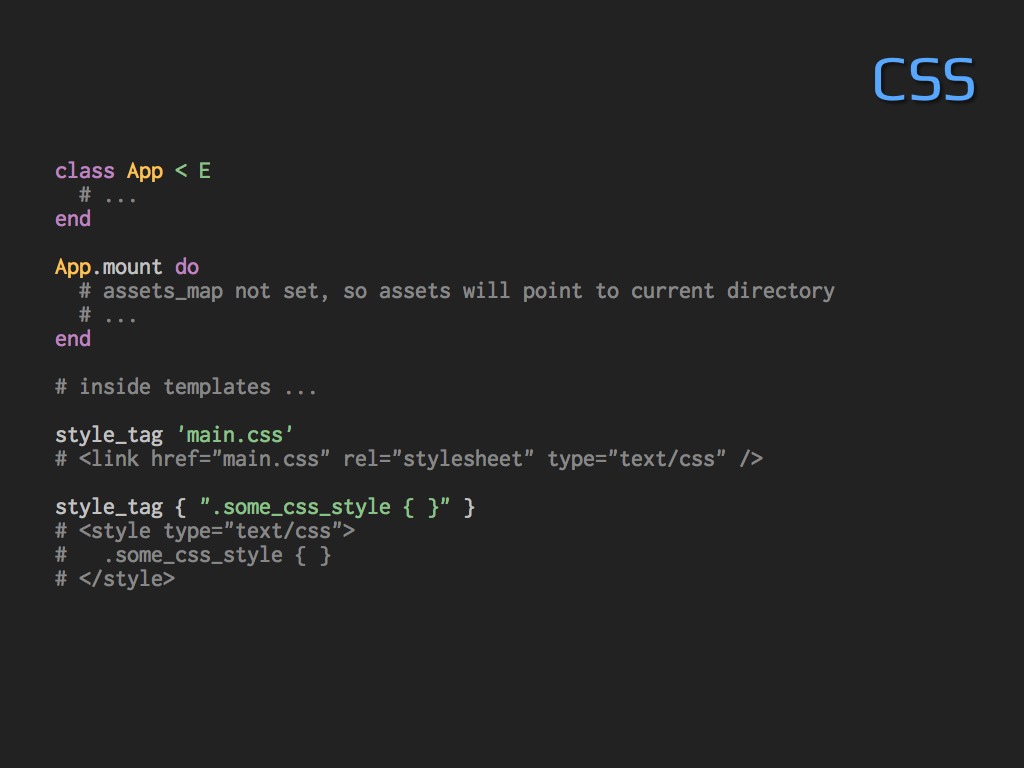 CSS
class App < E
  # ...
end
App.mount do
  # assets_map not set, so assets will point to current directory
  # ...
end
# inside templates ...
style_tag 'main.css'
# <link href="main.css" rel="stylesheet" type="text/css" />
style_tag { ".some_css_style { }" }
# <style type="text/css">
#   .some_css_style { }
# </style>